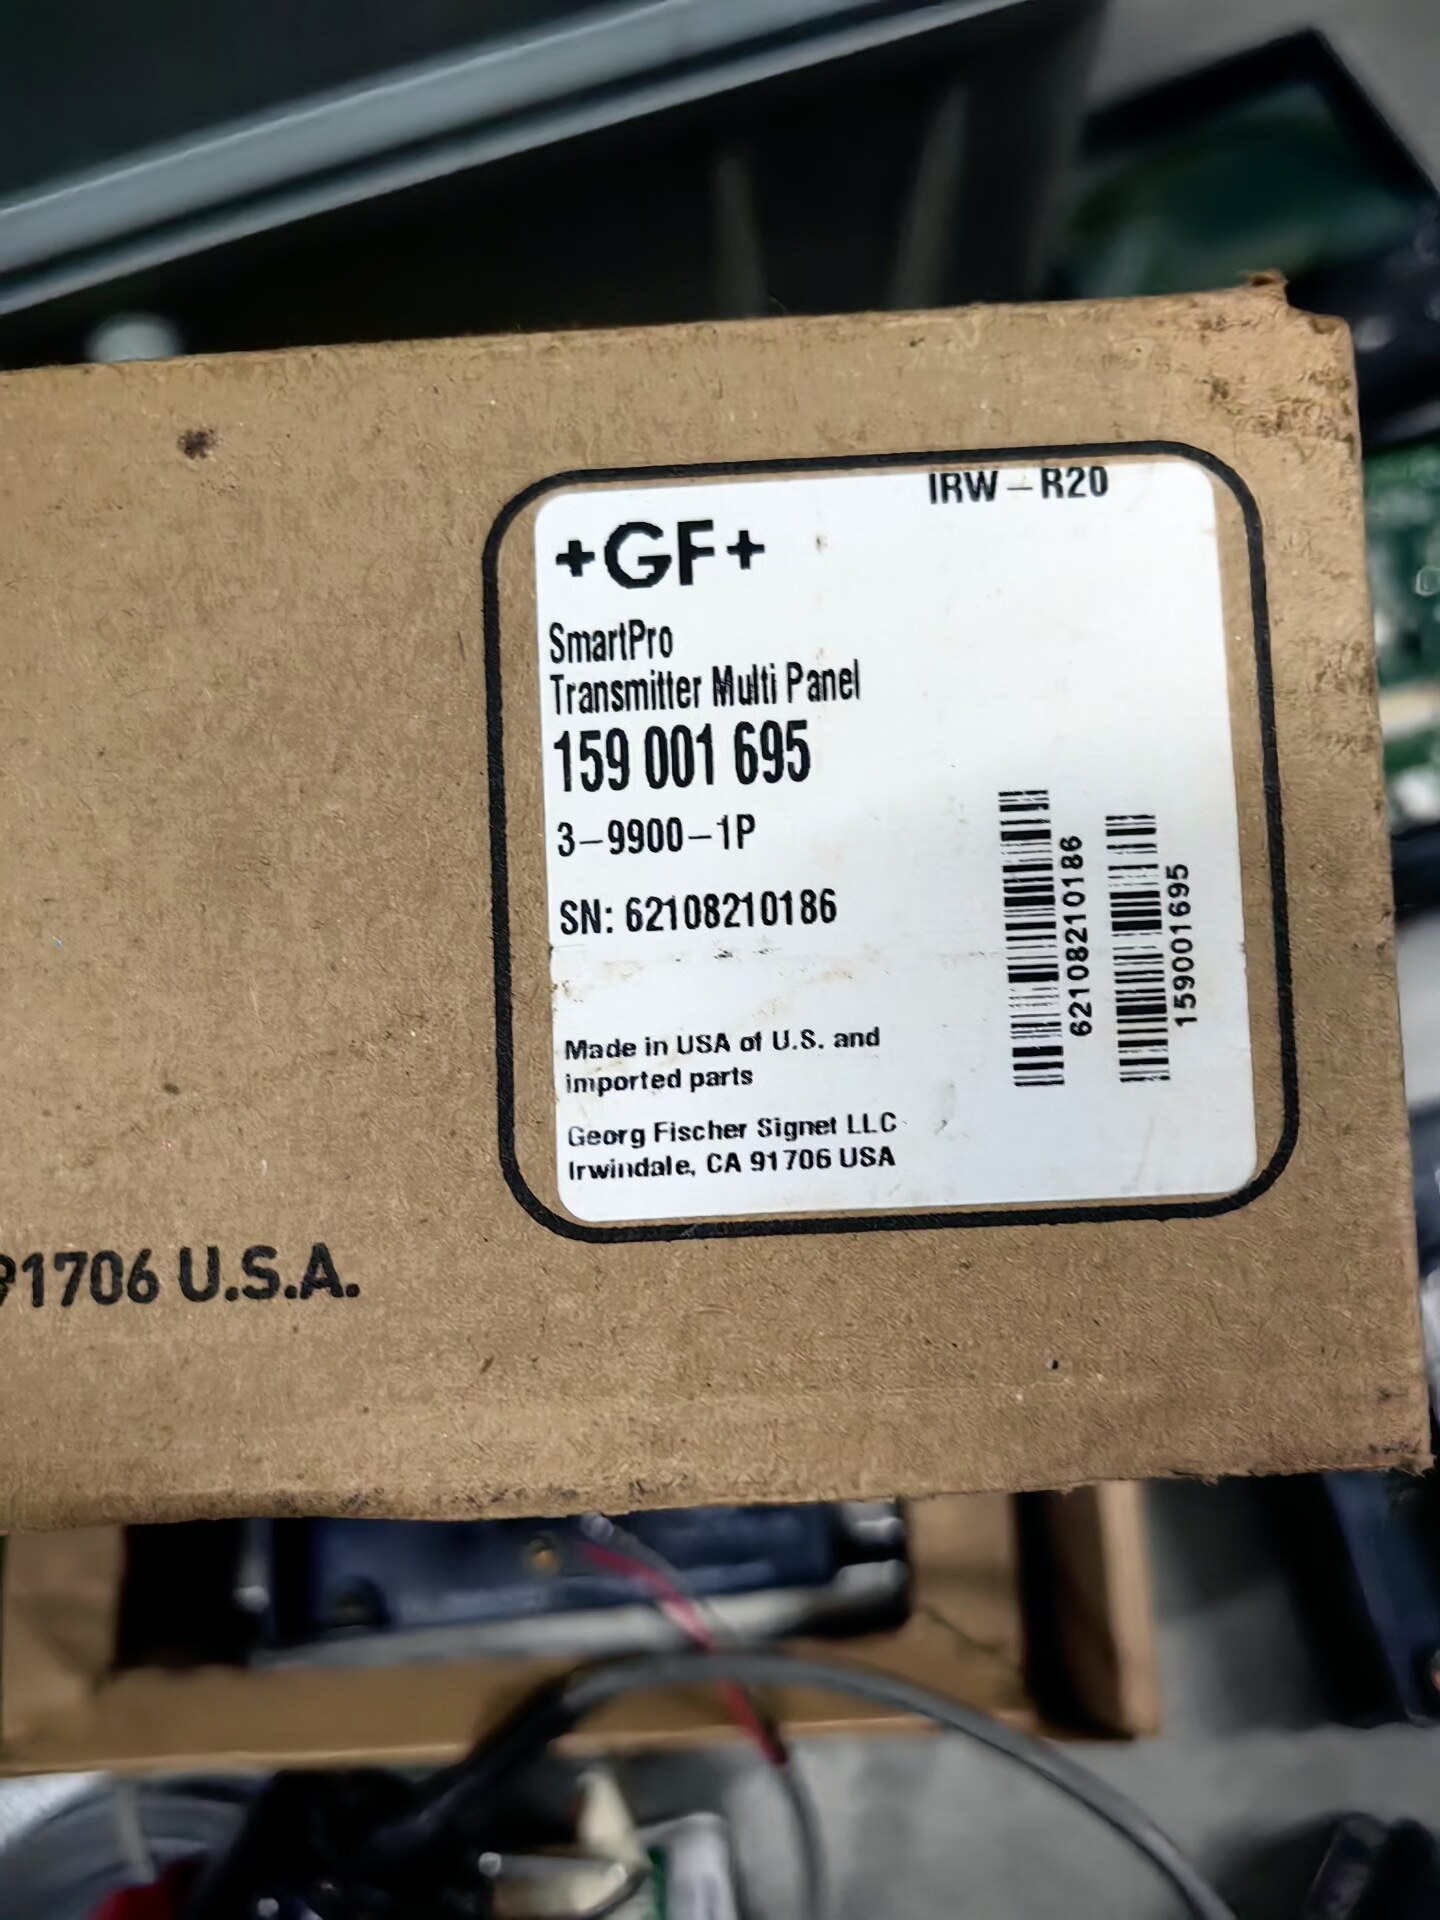 IRW – R20
+GF+
SmartPro
Transmitter Multi Panel
159 001 695
3-9900-1P
SN: 62108210186
62108210186
159001695
Made in USA of U.S. and
imported parts
Georg Fischer Signet LLC
Irwindale, CA 91706 USA
91706 U.S.A.